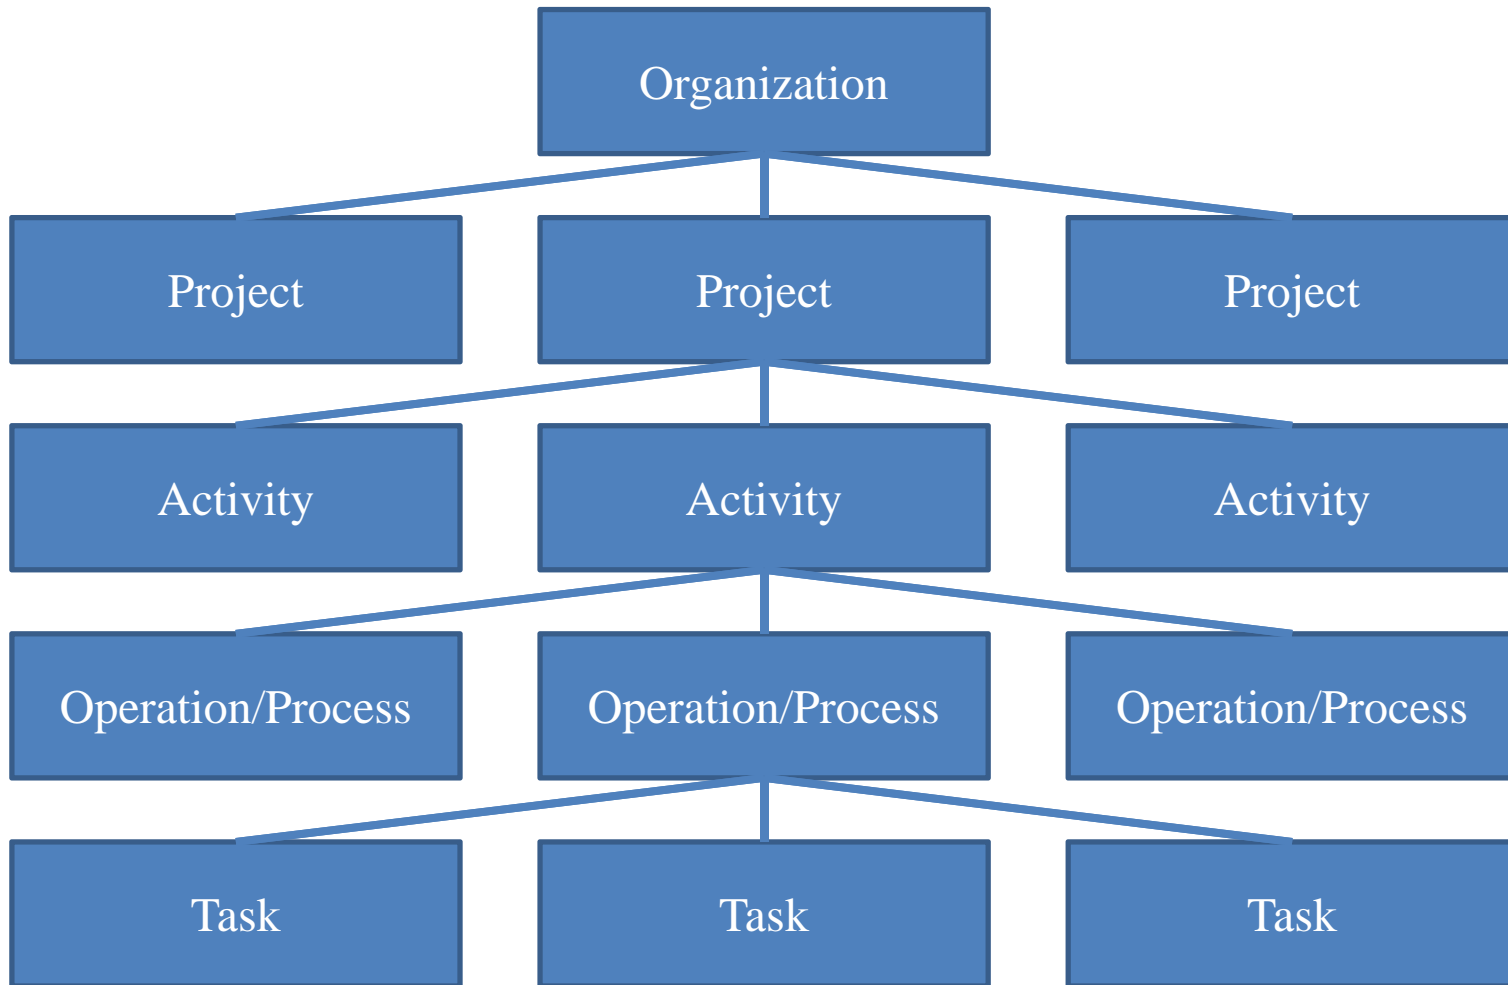 Organization
Project
Project
Project
Activity
Activity
Activity
Operation/Process
Operation/Process
Operation/Process
Task
Task
Task